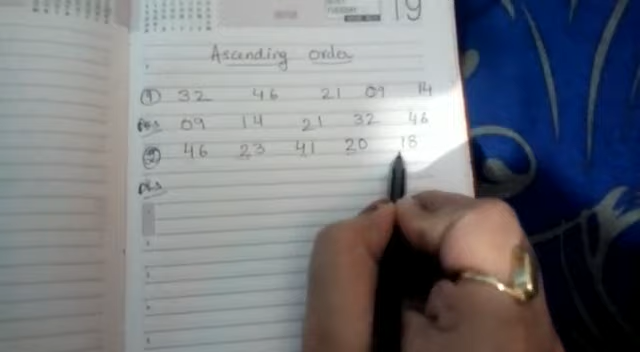 TUESDAY
19
Ascending order
① 32 46 21 09 14
Ans 09 14 21 32 46
② 46 23 41 20 18
Ans